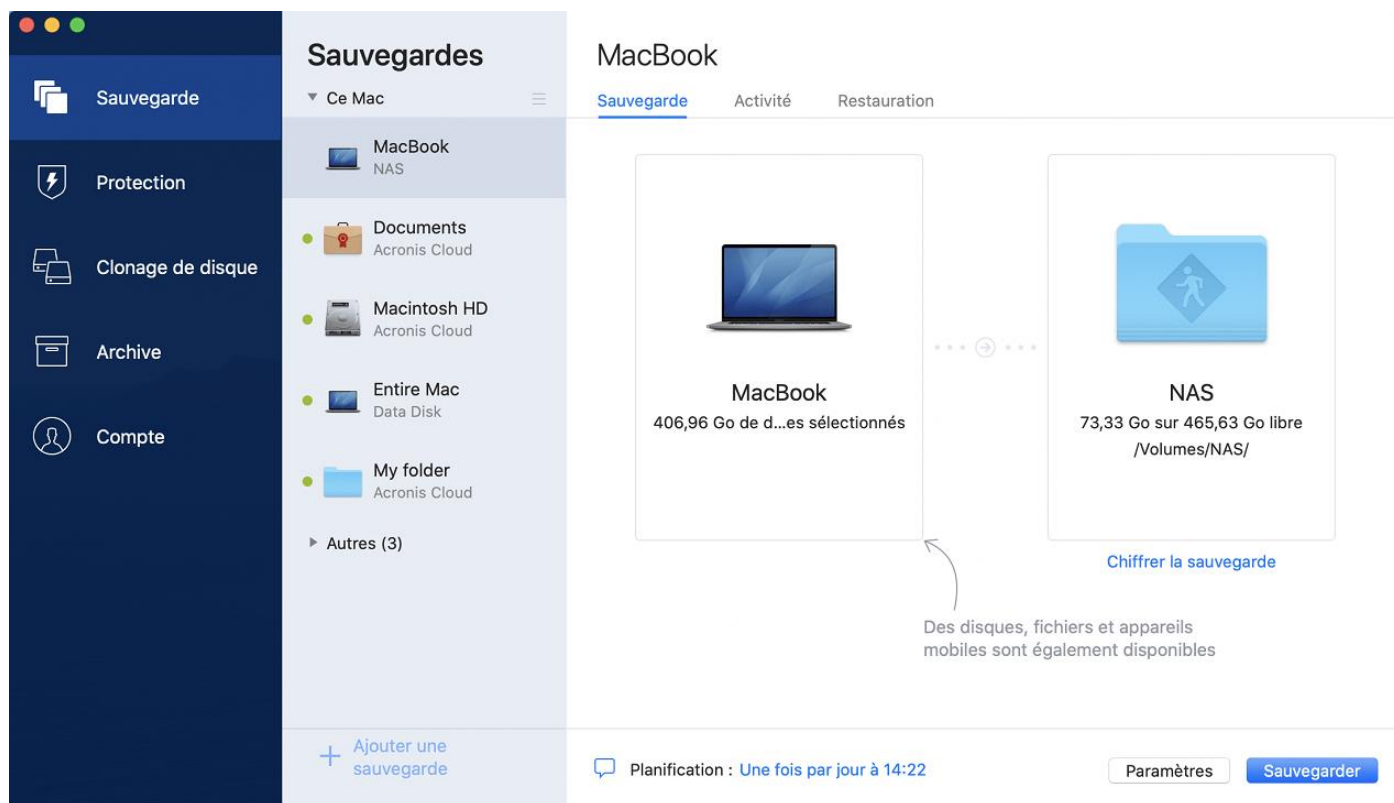 Sauvegarde
Protection
Clonage de disque
Archive
Compte
Sauvegardes
Ce Mac
MacBook
NAS
Documents
Acronis Cloud
Macintosh HD
Acronis Cloud
Entire Mac
Data Disk
My folder
Acronis Cloud
Autres (3)
Ajouter une
sauvegarde
MacBook
Sauvegarde Activité Restauration
MacBook
406,96 Go de d...es sélectionnés
NAS
73,33 Go sur 465,63 Go libre
/Volumes/NAS/
Chiffrer la sauvegarde
Des disques, fichiers et appareils
mobiles sont également disponibles
Planification : Une fois par jour à 14:22
Paramètres
Sauvegarder